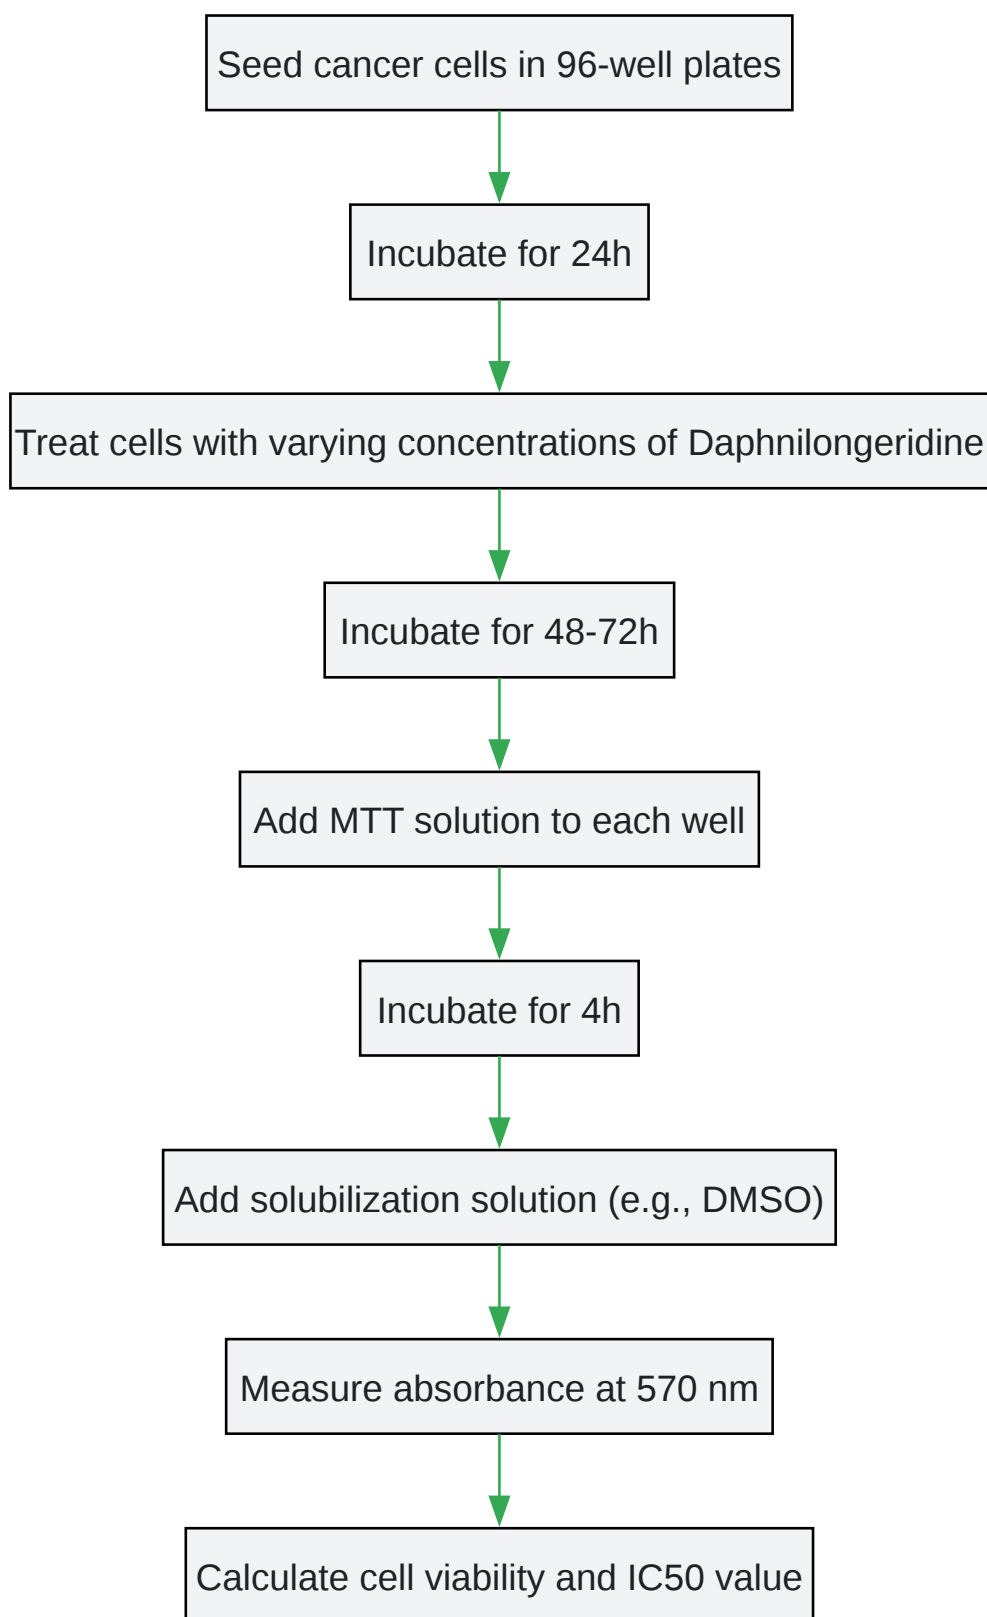 Seed cancer cells in 96-well plates
Incubate for 24h
Treat cells with varying concentrations of Daphnilongeridine
Incubate for 48-72h
Add MTT solution to each well
Incubate for 4h
Add solubilization solution (e.g., DMSO)
Measure absorbance at 570 nm
Calculate cell viability and IC50 value